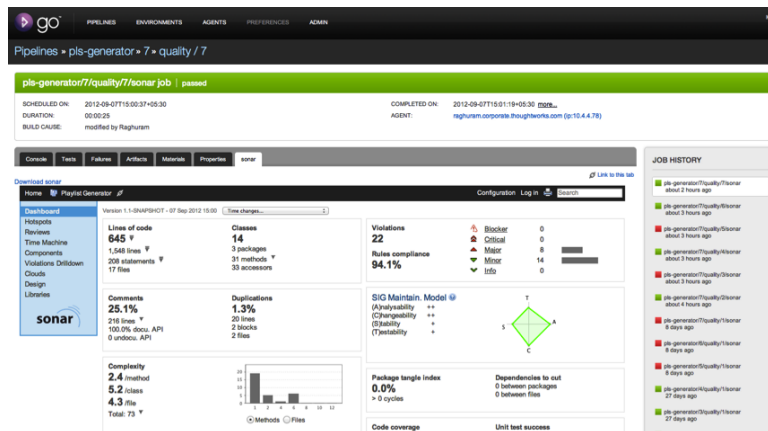 go
PIPELINES ENVIRONMENTS AGENTS PREFERENCES ADMIN
Pipelines » pls-generator » 7 » quality / 7
pls-generator/7/quality/7/sonar job | passed
SCHEDULED ON: 2012-09-07T15:00:37+05:30
DURATION: 00:00:25
BUILD CAUSE: modified by Raghuram
COMPLETED ON: 2012-09-07T15:01:19+05:30 more...
AGENT: raghuram.corporate.thoughtworks.com (ip:10.4.4.78)
Console Tests Failures Artifacts Materials Properties sonar
Link to this tab
Download sonar
Home Playlist Generator
Configuration Log in Search
Dashboard
Hotspots
Reviews
Time Machine
Components
Violations Drilldown
Clouds
Design
Libraries
sonar
Version 1.1-SNAPSHOT - 07 Sep 2012 15:00 Time changes...
Lines of code
645
1,548 lines
208 statements
17 files
Classes
14
3 packages
31 methods
33 accessors
Violations
22
Rules compliance
94.1%
Blocker 0
Critical 0
Major 8
Minor 14
Info 0
Comments
25.1%
216 lines
100.0% docu. API
0 undocu. API
Duplications
1.3%
20 lines
2 blocks
2 files
SIG Maintain. Model
(A)nalysability ++
(C)hangeability ++
(S)tability +
(T)estability +
T
S A
C
Complexity
2.4 /method
5.2 /class
4.3 /file
Total: 73
20
15
10
5
0
1 2 4 6 8 10 12
Methods Files
Package tangle index
0.0%
> 0 cycles
Dependencies to cut
0 between packages
0 between files
Code coverage
Unit test success
JOB HISTORY
pls-generator/7/quality/7/sonar
about 2 hours ago
pls-generator/7/quality/6/sonar
about 3 hours ago
pls-generator/7/quality/5/sonar
about 3 hours ago
pls-generator/7/quality/4/sonar
about 3 hours ago
pls-generator/7/quality/3/sonar
about 3 hours ago
pls-generator/7/quality/2/sonar
about 4 hours ago
pls-generator/7/quality/1/sonar
8 days ago
pls-generator/6/quality/1/sonar
8 days ago
pls-generator/5/quality/1/sonar
8 days ago
pls-generator/4/quality/1/sonar
27 days ago
pls-generator/3/quality/1/sonar
27 days ago